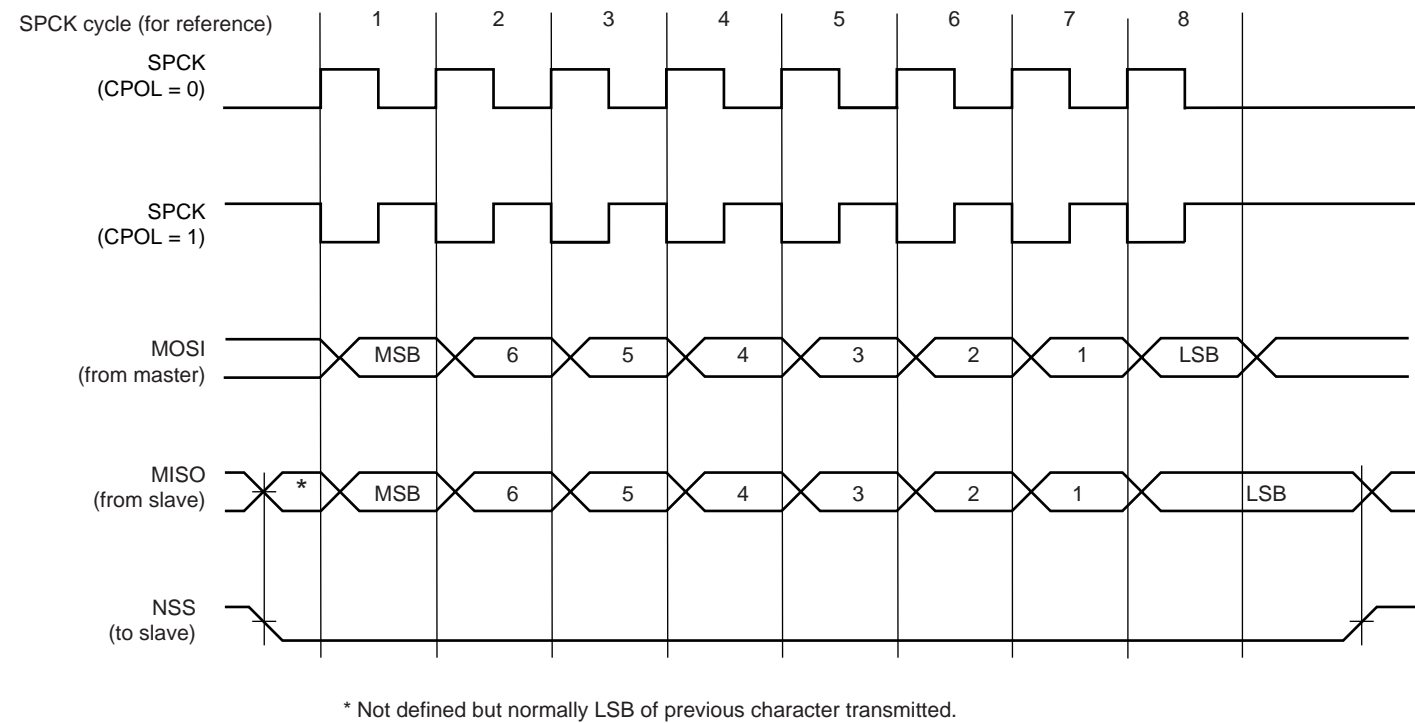 SPCK cycle (for reference) 1 2 3 4 5 6 7 8
SPCK
(CPOL = 0)
SPCK
(CPOL = 1)
MOSI
(from master)
MSB 6 5 4 3 2 1 LSB
MISO
(from slave)
* MSB 6 5 4 3 2 1 LSB
NSS
(to slave)
* Not defined but normally LSB of previous character transmitted.